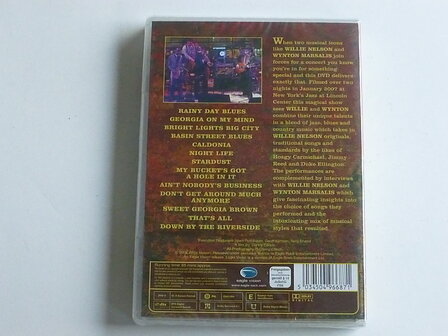 RAINY DAY BLUES
GEORGIA ON MY MIND
BRIGHT LIGHTS BIG CITY
BASIN STREET BLUES
CALDONIA
NIGHT LIFE
STARDUST
MY BUCKET'S GOT
A HOLE IN IT
AIN'T NOBODY'S BUSINESS
DON'T GET AROUND MUCH
ANYMORE
SWEET GEORGIA BROWN
THAT'S ALL
DOWN BY THE RIVERSIDE
When two musical icons
like WILLIE NELSON and
WYNTON MARSALIS join
forces for a concert you know
you're in for something
special and this DVD delivers
exactly that. Filmed over two
nights in January 2007 at
New York's Jazz at Lincoln
Center this magical show
sees WILLIE and WYNTON
combine their unique talents
in a blend of jazz, blues and
country music which takes in
WILLIE NELSON originals,
traditional songs and
standards by the likes of
Hoagy Carmichael, Jimmy
Reed and Duke Ellington.
The performances are
complemented by interviews
with WILLIE NELSON and
WYNTON MARSALIS which
give fascinating insights into
the choice of songs they
performed and the
intoxicating mix of musical
styles that resulted.
eagle vision
5 034504 966871